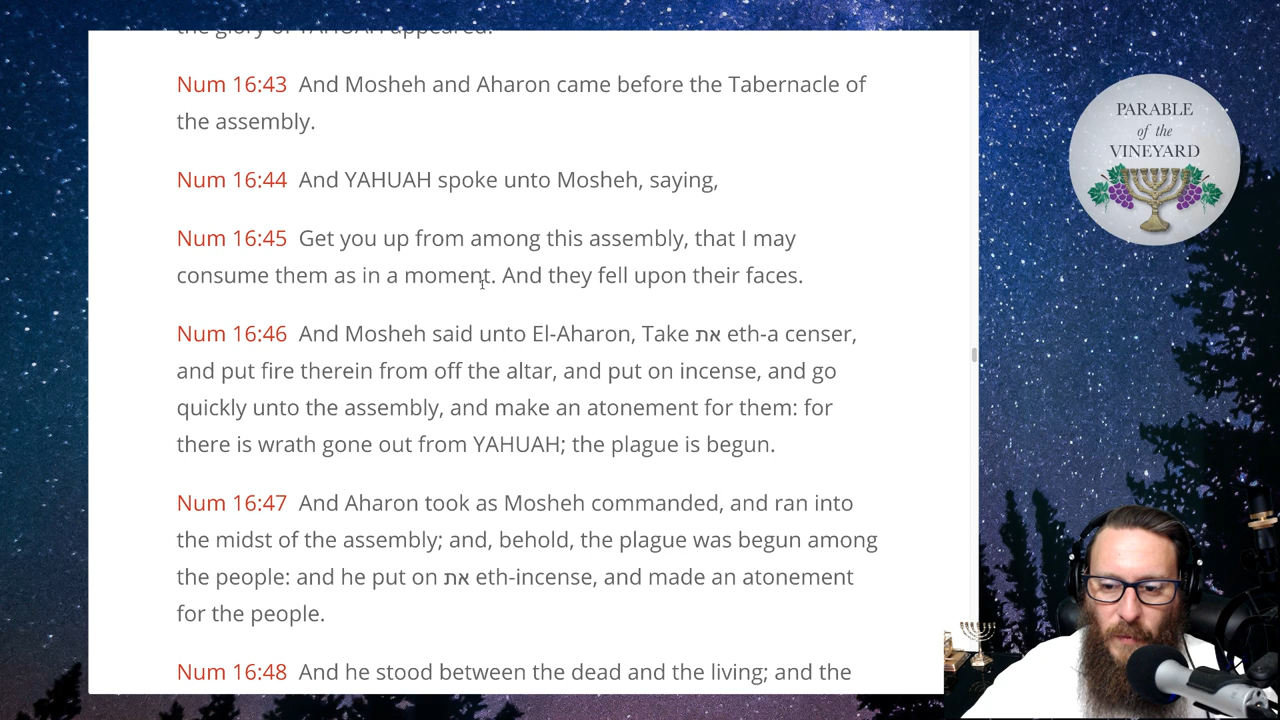 the glory of YAHUAH appeared.
Num 16:43 And Mosheh and Aharon came before the Tabernacle of
the assembly.
Num 16:44 And YAHUAH spoke unto Mosheh, saying,
Num 16:45 Get you up from among this assembly, that I may
consume them as in a moment. And they fell upon their faces.
Num 16:46 And Mosheh said unto El-Aharon, Take את eth-a censer,
and put fire therein from off the altar, and put on incense, and go
quickly unto the assembly, and make an atonement for them: for
there is wrath gone out from YAHUAH; the plague is begun.
Num 16:47 And Aharon took as Mosheh commanded, and ran into
the midst of the assembly; and, behold, the plague was begun among
the people: and he put on את eth-incense, and made an atonement
for the people.
Num 16:48 And he stood between the dead and the living; and the
PARABLE
of the
VINEYARD